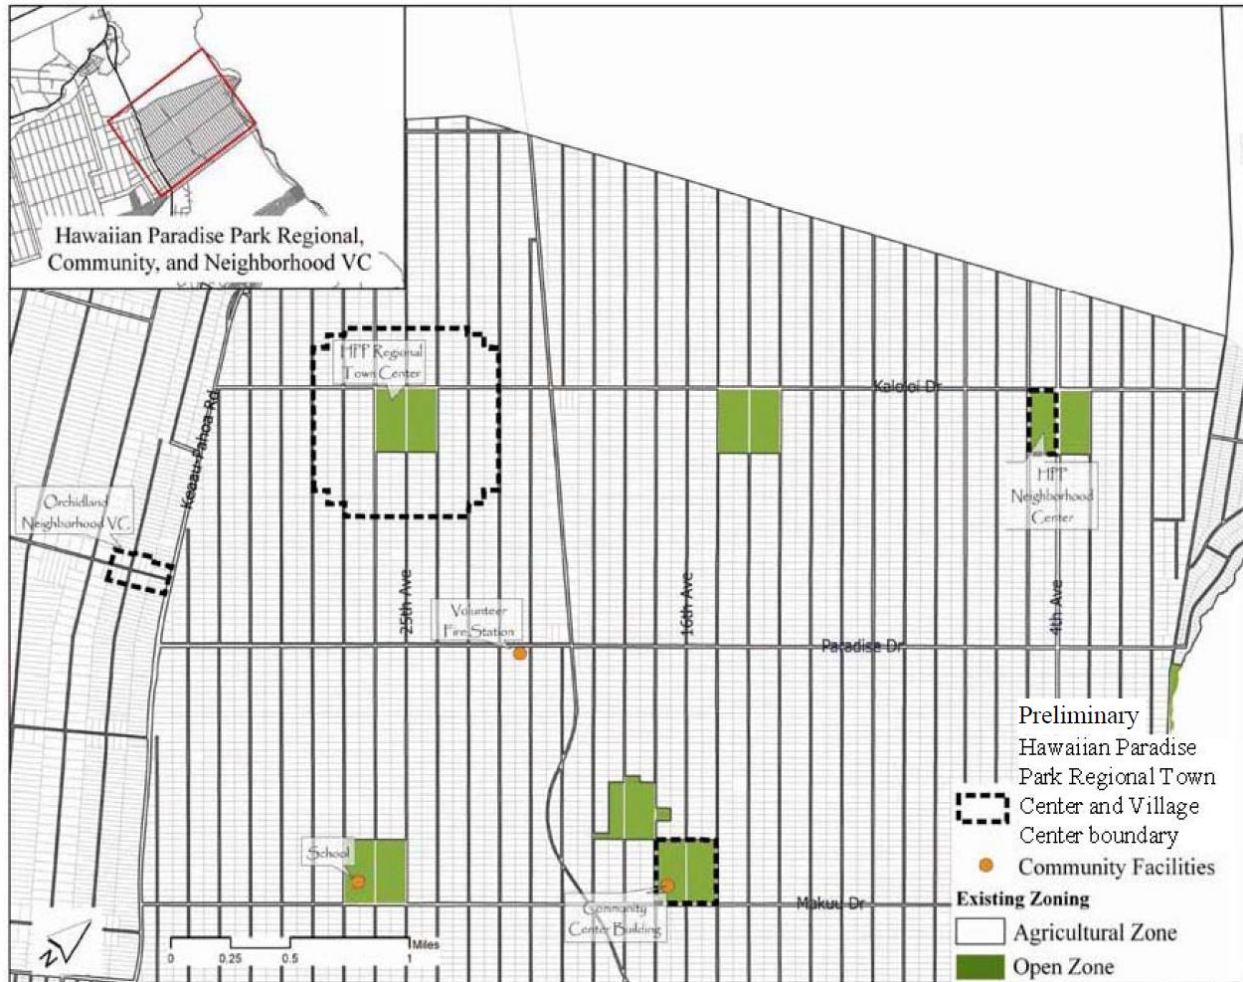 Hawaiian Paradise Park Regional,
Community, and Neighborhood VC
HPP Regional
Town Center
Kaloloi Dr
Keaau Pahoa Rd
HPP
Neighborhood
Center
Orchidland
Neighborhood VC
25th Ave
16th Ave
4th Ave
Volunteer
Fire Station
Paradise Dr
School
Community
Center Building
Makuu Dr
Preliminary
Hawaiian Paradise
Park Regional Town
Center and Village
Center boundary
Community Facilities
Existing Zoning
Agricultural Zone
Open Zone
N
Miles
0 0.25 0.5 1